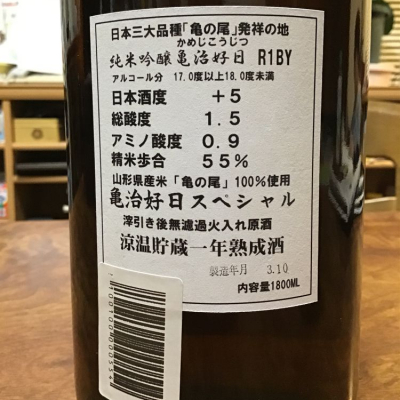 日本三大品種「亀の尾」発祥の地
かめじこうじつ
純米吟醸亀治好日 R1BY
アルコール分 17.0度以上18.0度未満
日本酒度 +5
総酸度 1.5
アミノ酸度 0.9
精米歩合 55%
山形県産米「亀の尾」100%使用
亀治好日スペシャル
滓引き後無濾過火入れ原酒
涼温貯蔵一年熟成酒
製造年月 3.10
内容量1800ML